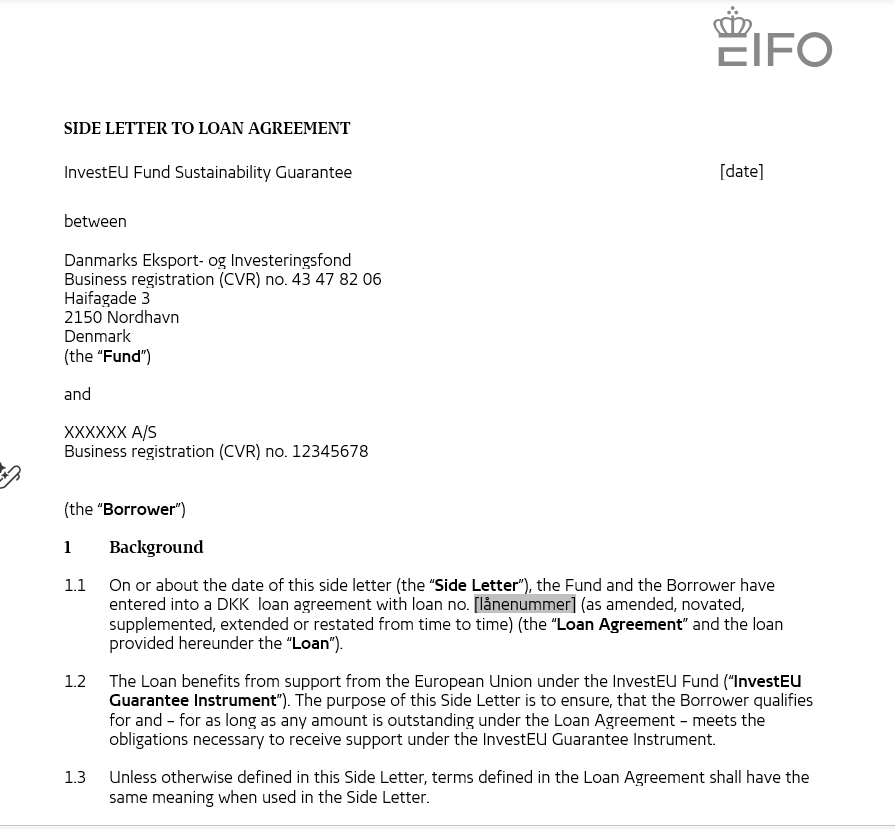 EIFO
SIDE LETTER TO LOAN AGREEMENT
InvestEU Fund Sustainability Guarantee [date]
between
Danmarks Eksport- og Investeringsfond
Business registration (CVR) no. 43 47 82 06
Haifagade 3
2150 Nordhavn
Denmark
(the “Fund”)
and
XXXXXX A/S
Business registration (CVR) no. 12345678
(the “Borrower”)
1 Background
1.1 On or about the date of this side letter (the “Side Letter”), the Fund and the Borrower have
entered into a DKK  loan agreement with loan no. [lånenummer] (as amended, novated,
supplemented, extended or restated from time to time) (the “Loan Agreement” and the loan
provided hereunder the “Loan”).
1.2 The Loan benefits from support from the European Union under the InvestEU Fund (“InvestEU
Guarantee Instrument”). The purpose of this Side Letter is to ensure, that the Borrower qualifies
for and – for as long as any amount is outstanding under the Loan Agreement – meets the
obligations necessary to receive support under the InvestEU Guarantee Instrument.
1.3 Unless otherwise defined in this Side Letter, terms defined in the Loan Agreement shall have the
same meaning when used in the Side Letter.